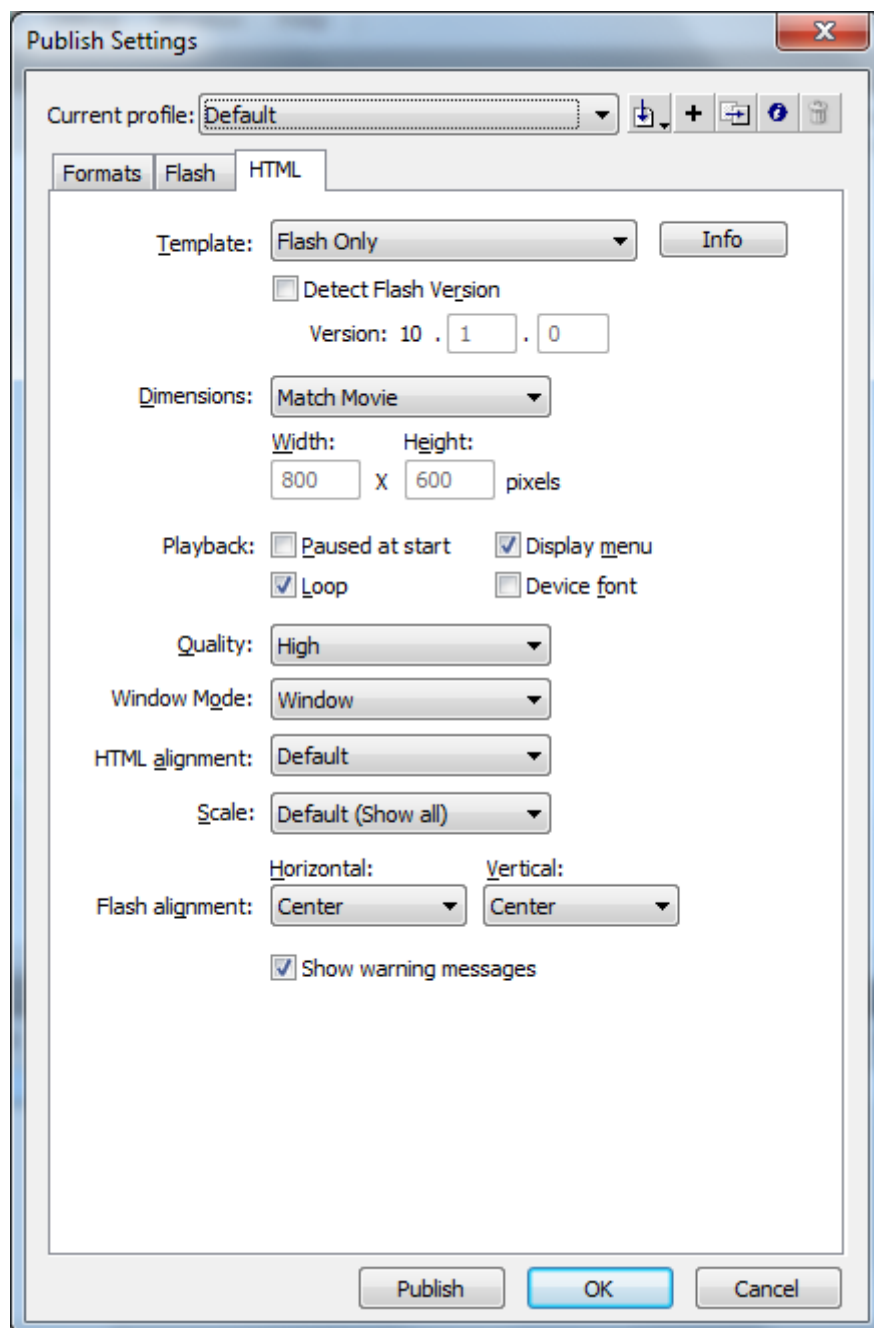 Publish Settings
Current profile: Default
Formats Flash HTML
Template: Flash Only Info
Detect Flash Version
Version: 10 . 1 . 0
Dimensions: Match Movie
Width: Height:
800 X 600 pixels
Playback: Paused at start Display menu
Loop Device font
Quality: High
Window Mode: Window
HTML alignment: Default
Scale: Default (Show all)
Horizontal: Vertical:
Flash alignment: Center Center
Show warning messages
Publish OK Cancel